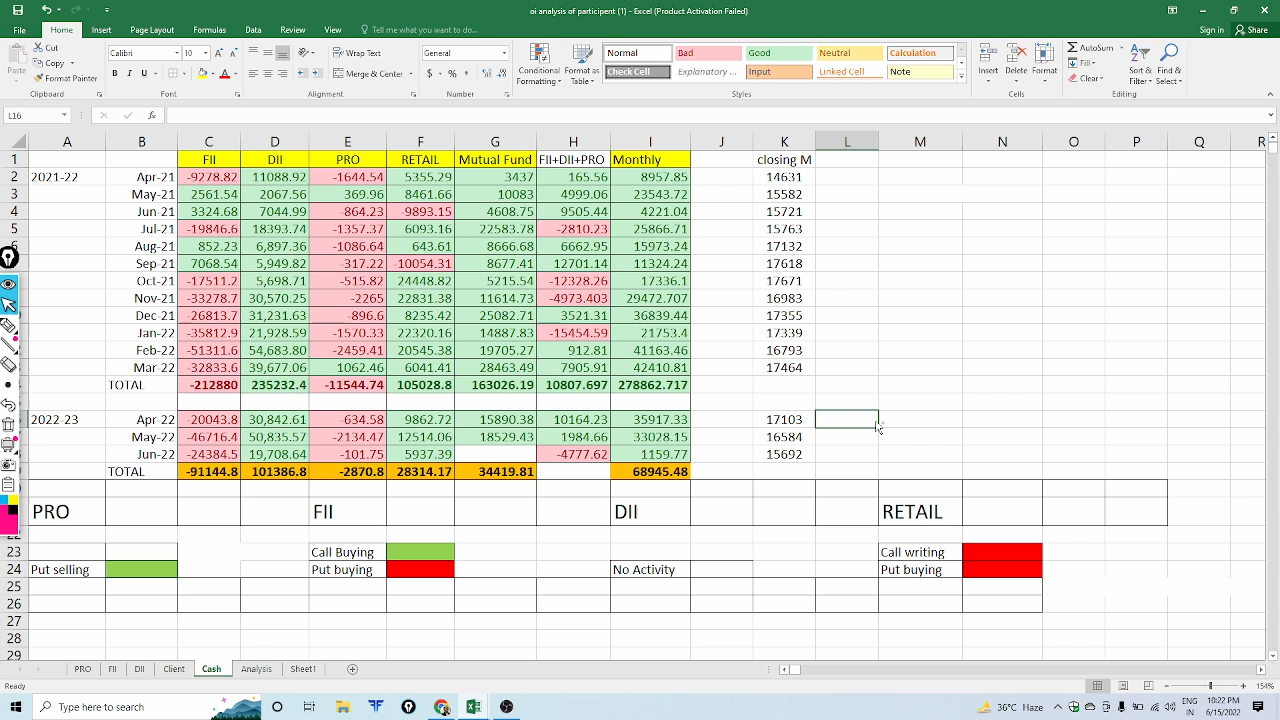 oi analysis of participent (1) - Excel (Product Activation Failed)
File Home Insert Page Layout Formulas Data Review View Tell me what you want to do... Sign in Share
Paste Cut Copy Format Painter Calibri 10 Wrap Text Merge & Center General Conditional Formatting Format as Table Normal Bad Good Neutral Calculation Check Cell Explanatory ... Input Linked Cell Note Insert Delete Format AutoSum Fill Clear Sort & Filter Find & Select
Clipboard Font Alignment Number Styles Cells Editing
L16
A B C D E F G H I J K L M N O P Q R
1 FII DII PRO RETAIL Mutual Fund FII+DII+PRO Monthly closing M
2 2021-22 Apr-21 -9278.82 11088.92 -1644.54 5355.29 3437 165.56 8957.85 14631
3 May-21 2561.54 2067.56 369.96 8461.66 10083 4999.06 23543.72 15582
4 Jun-21 3324.68 7044.99 -864.23 -9893.15 4608.75 9505.44 4221.04 15721
5 Jul-21 -19846.6 18393.74 -1357.37 6093.16 22583.78 -2810.23 25866.71 15763
Aug-21 852.23 6,897.36 -1086.64 643.61 8666.68 6662.95 15973.24 17132
Sep-21 7068.54 5,949.82 -317.22 -10054.31 8677.41 12701.14 11324.24 17618
Oct-21 -17511.2 5,698.71 -515.82 24448.82 5215.54 -12328.26 17336.1 17671
Nov-21 -33278.7 30,570.25 -2265 22831.38 11614.73 -4973.403 29472.707 16983
Dec-21 -26813.7 31,231.63 -896.6 8235.42 25082.71 3521.31 36839.44 17355
Jan-22 -35812.9 21,928.59 -1570.33 22320.16 14887.83 -15454.59 21753.4 17339
Feb-22 -51311.6 54,683.80 -2459.41 20545.38 19705.27 912.81 41163.46 16793
Mar 22 -32833.6 39,677.06 1062.46 6041.41 28463.49 7905.91 42410.81 17464
TOTAL -212880 235232.4 -11544.74 105028.8 163026.19 10807.697 278862.717
2022-23 Apr 22 -20043.8 30,842.61 -634.58 9862.72 15890.38 10164.23 35917.33 17103
May-22 -46716.4 50,835.57 -2134.47 12514.06 18529.43 1984.66 33028.15 16584
Jun-22 -24384.5 19,708.64 -101.75 5937.39 -4777.62 1159.77 15692
TOTAL -91144.8 101386.8 -2870.8 28314.17 34419.81 68945.48
PRO FII DII RETAIL
23 Call Buying Call writing
24 Put selling Put buying No Activity Put buying
25
26
27
28
29
PRO FII DII Client Cash Analysis Sheet1
Ready 154%
Type here to search 36°C Haze ENG IN 10:22 PM 6/15/2022